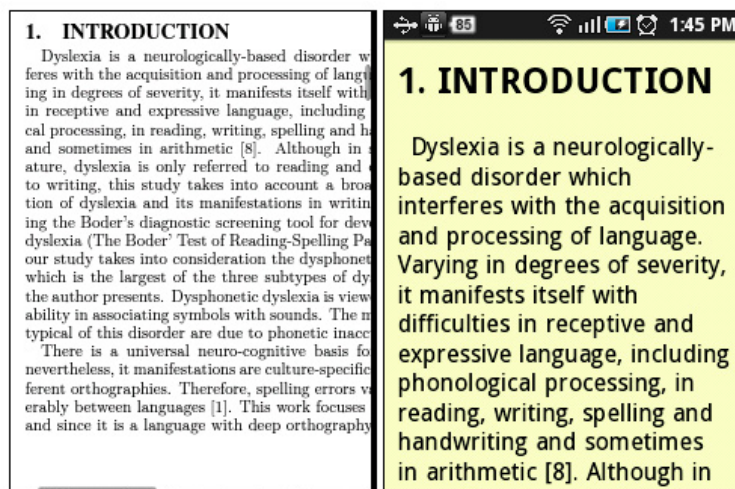 1. INTRODUCTION
Dyslexia is a neurologically-based disorder w
feres with the acquisition and processing of langu
ing in degrees of severity, it manifests itself with
in receptive and expressive language, including
cal processing, in reading, writing, spelling and ha
and sometimes in arithmetic [8]. Although in
ature, dyslexia is only referred to reading and
to writing, this study takes into account a broa
tion of dyslexia and its manifestations in writin
ing the Boder's diagnostic screening tool for deve
dyslexia (The Boder' Test of Reading-Spelling Pa
our study takes into consideration the dysphonet
which is the largest of the three subtypes of dy
the author presents. Dysphonetic dyslexia is view
ability in associating symbols with sounds. The m
typical of this disorder are due to phonetic inacc
There is a universal neuro-cognitive basis fo
nevertheless, it manifestations are culture-specific
ferent orthographies. Therefore, spelling errors va
erably between languages [1]. This work focuses
and since it is a language with deep orthography
85 1:45 PM
1. INTRODUCTION
Dyslexia is a neurologically-
based disorder which
interferes with the acquisition
and processing of language.
Varying in degrees of severity,
it manifests itself with
difficulties in receptive and
expressive language, including
phonological processing, in
reading, writing, spelling and
handwriting and sometimes
in arithmetic [8]. Although in